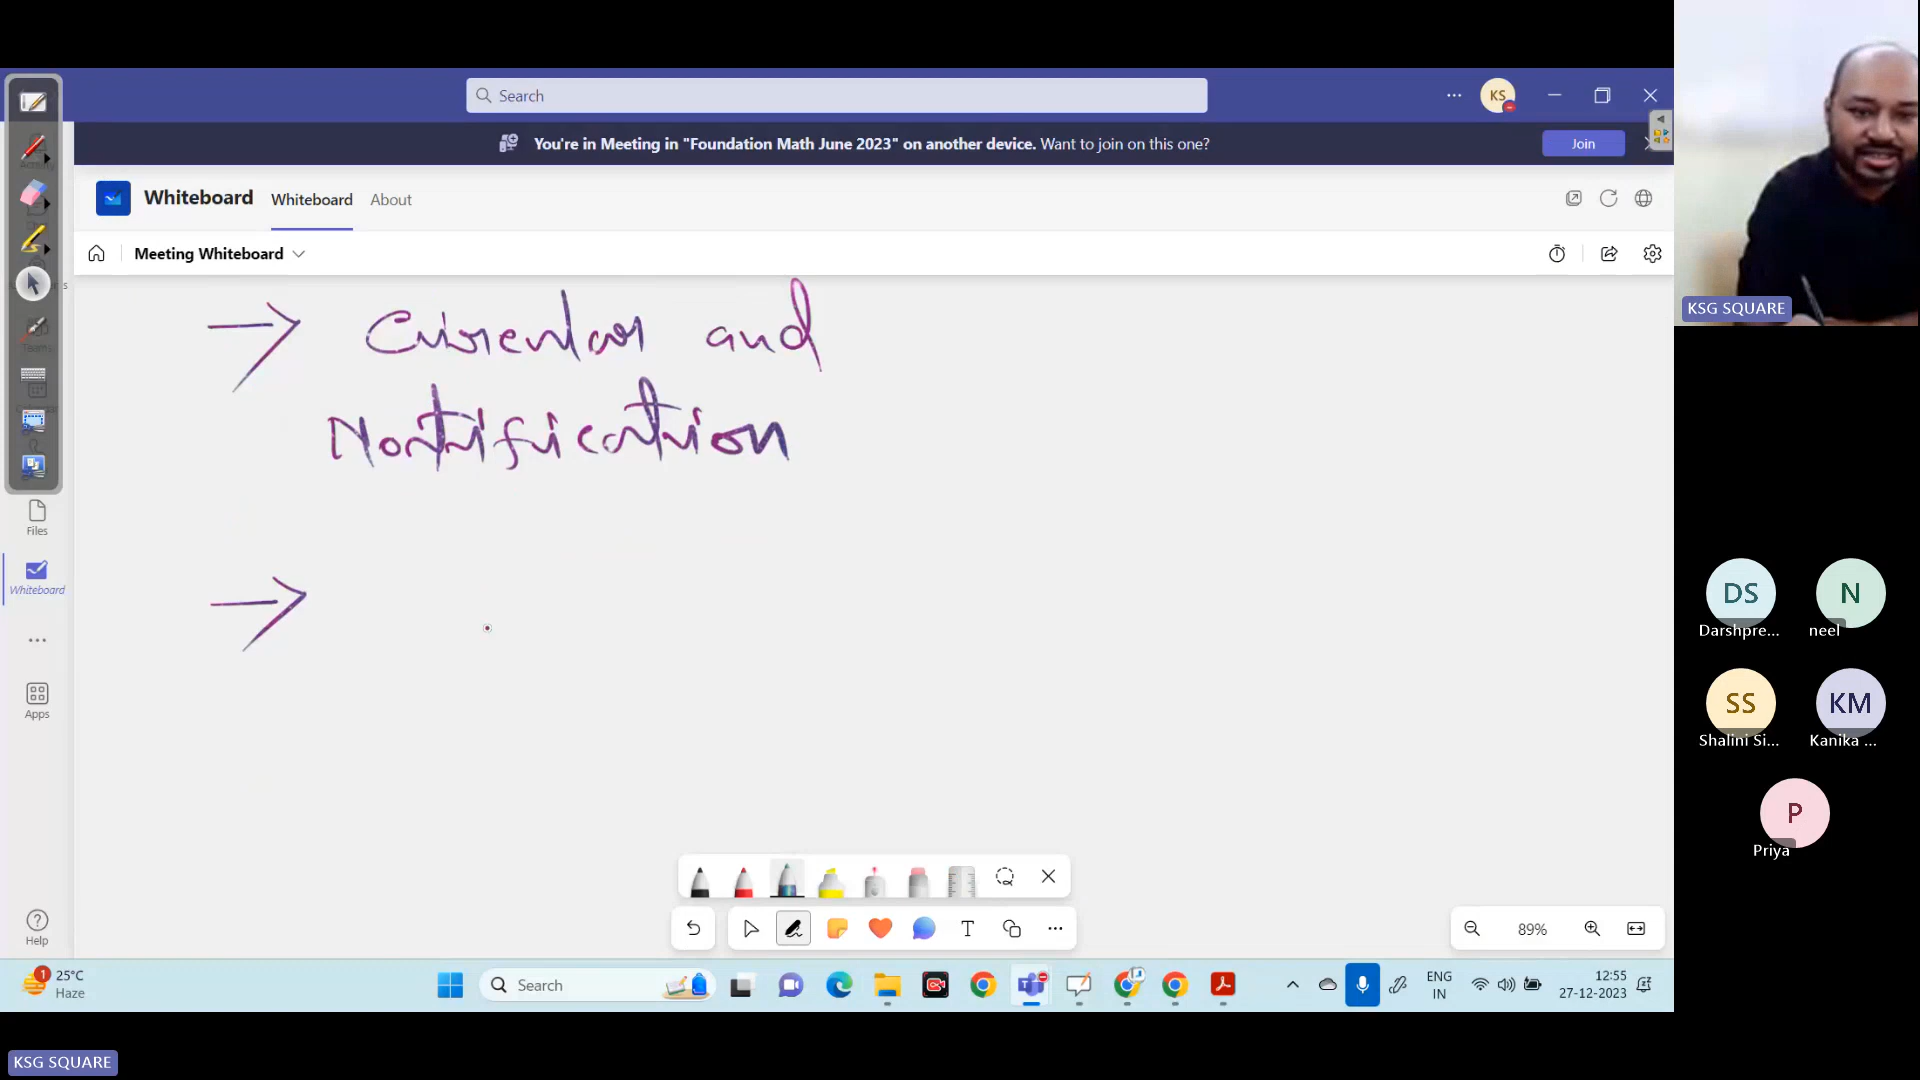 Search
KS
You're in Meeting in "Foundation Math June 2023" on another device. Want to join on this one?
Join
Whiteboard
Whiteboard
About
Meeting Whiteboard
→ Circular and
Nortification
→
KSG SQUARE
Files
Whiteboard
Apps
Help
DS
Darshpre...
N
neel
SS
Shalini Si...
KM
Kanika ...
P
Priya
89%
1
25°C
Haze
Search
ENG
IN
12:55
27-12-2023
KSG SQUARE